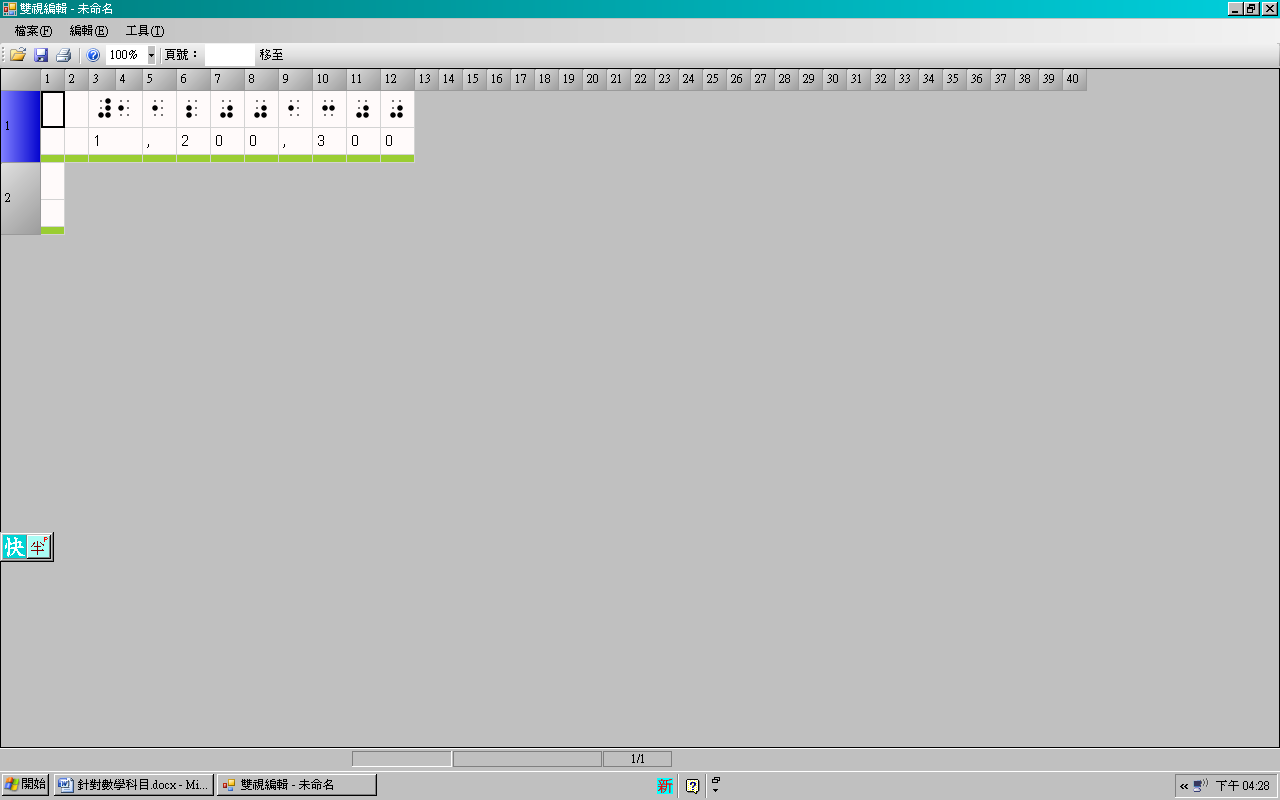 雙視編輯 - 未命名
檔案(F) 編輯(E) 工具(T)
100% 頁號： 移至
1 2 3 4 5 6 7 8 9 10 11 12 13 14 15 16 17 18 19 20 21 22 23 24 25 26 27 28 29 30 31 32 33 34 35 36 37 38 39 40
1 ⠼⠂ ⠂ ⠆ ⠴ ⠴ ⠂ ⠒ ⠴ ⠴
1 , 2 0 0 , 3 0 0
2
快 半 P
1/1
開始 針對數學科目.docx - Mi... 雙視編輯 - 未命名 新 ? « 下午 04:28